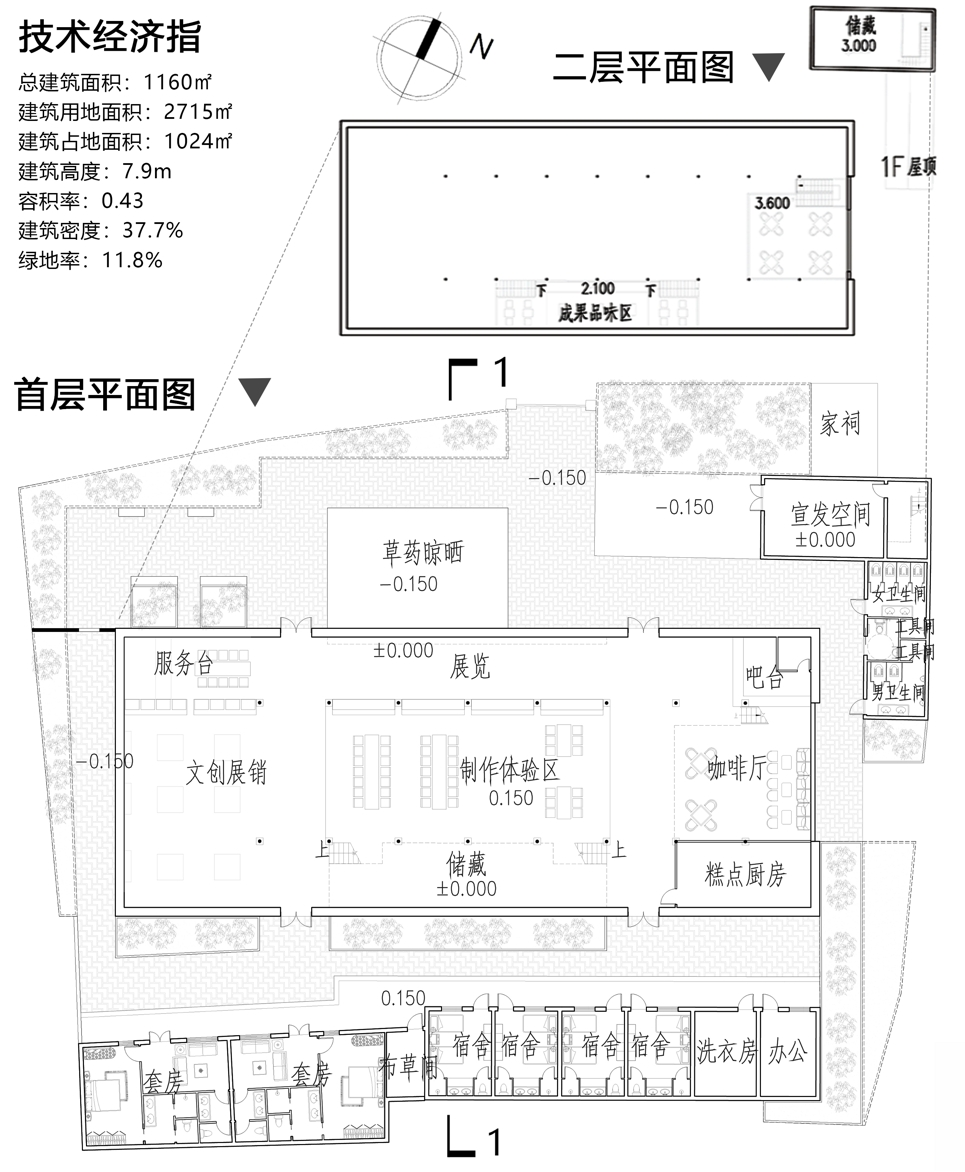 技术经济指
总建筑面积：1160㎡
建筑用地面积：2715㎡
建筑占地面积：1024㎡
建筑高度：7.9m
容积率：0.43
建筑密度：37.7%
绿地率：11.8%
N
二层平面图
储藏
3.000
1F屋顶
3.600
下
2.100
下
成果品味区
首层平面图
1
家祠
-0.150
-0.150
宣发空间
±0.000
草药晾晒
-0.150
女卫生间
工具间
工具间
男卫生间
服务台
±0.000
展览
吧台
-0.150
文创展销
制作体验区
0.150
咖啡厅
上
上
储藏
±0.000
糕点厨房
0.150
套房
套房
布草间
宿舍
宿舍
宿舍
宿舍
洗衣房
办公
1